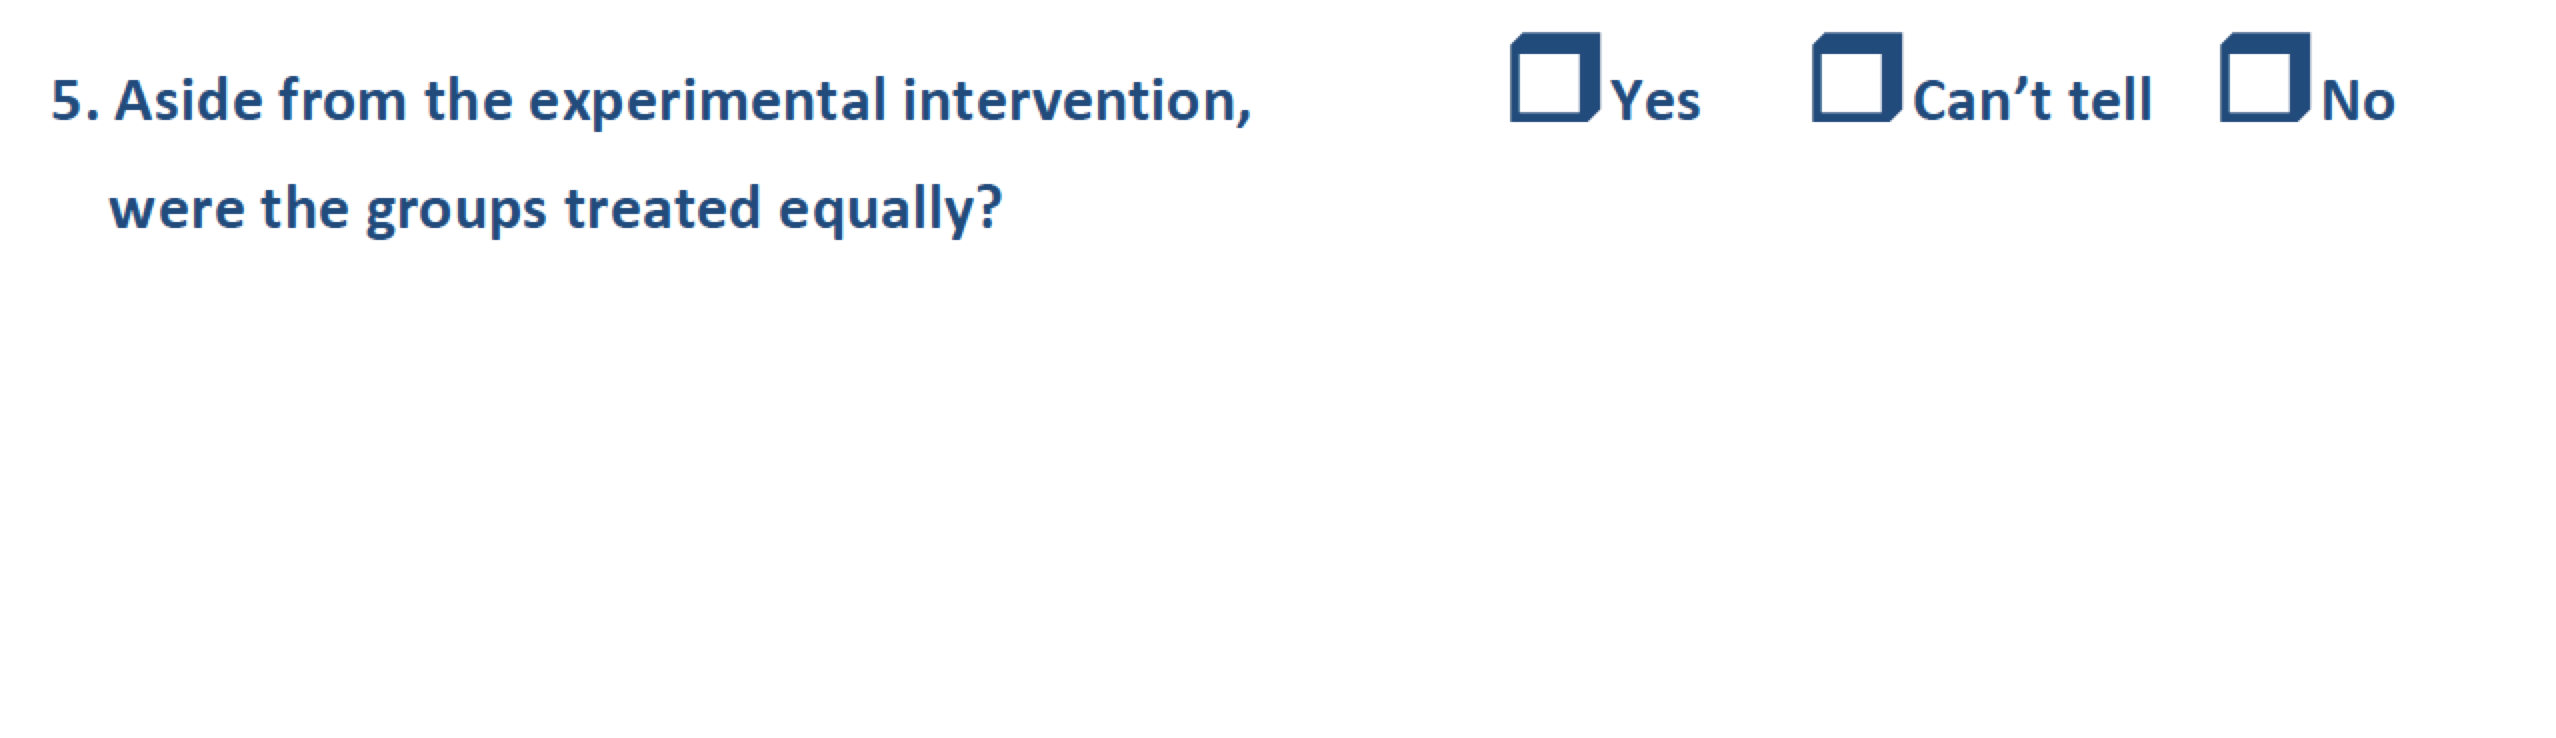 5. Aside from the experimental intervention, Yes Can’t tell No
were the groups treated equally?